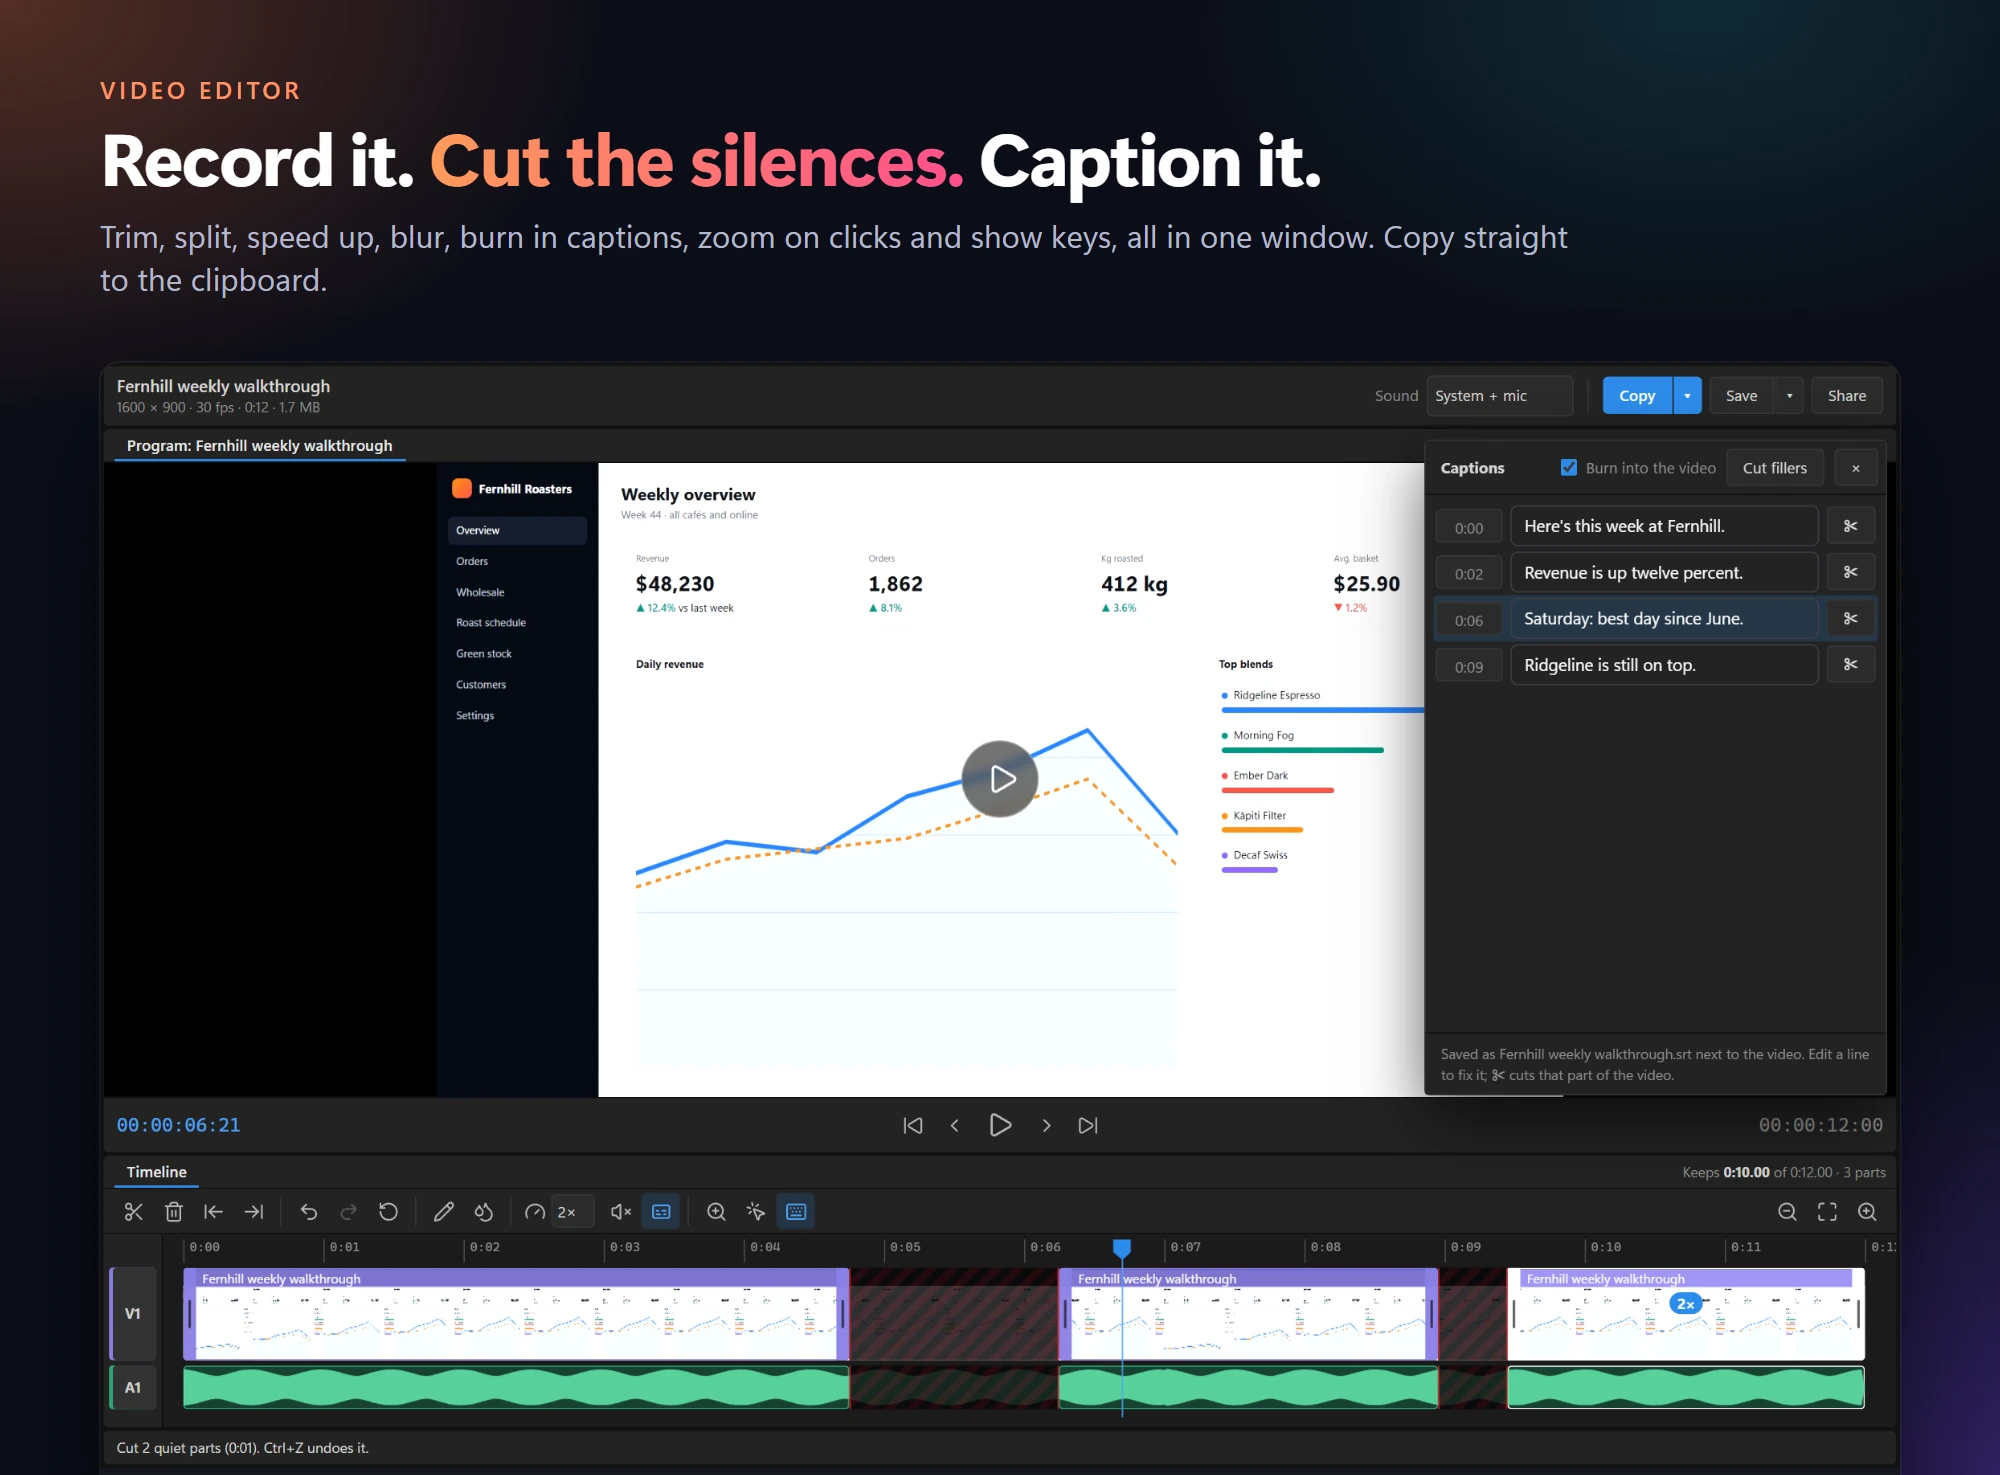 VIDEO EDITOR
Record it. Cut the silences. Caption it.
Trim, split, speed up, blur, burn in captions, zoom on clicks and show keys, all in one window. Copy straight
to the clipboard.
Fernhill weekly walkthrough
1600 × 900 · 30 fps · 0:12 · 1.7 MB
Sound System + mic Copy Save Share
Program: Fernhill weekly walkthrough
Fernhill Roasters
Overview
Orders
Wholesale
Roast schedule
Green stock
Customers
Settings
Weekly overview
Week 44 · all cafés and online
Revenue
$48,230
▲ 12.4% vs last week
Orders
1,862
▲ 8.1%
Kg roasted
412 kg
▲ 3.6%
Avg. basket
$25.90
▼ 1.2%
Daily revenue
Top blends
Ridgeline Espresso
Morning Fog
Ember Dark
Kāpiti Filter
Decaf Swiss
Captions Burn into the video Cut fillers ×
0:00 Here's this week at Fernhill.
0:02 Revenue is up twelve percent.
0:06 Saturday: best day since June.
0:09 Ridgeline is still on top.
Saved as Fernhill weekly walkthrough.srt next to the video. Edit a line
to fix it; ✂ cuts that part of the video.
00:00:06:21
00:00:12:00
Timeline
Keeps 0:10.00 of 0:12.00 · 3 parts
2×
0:00 0:01 0:02 0:03 0:04 0:05 0:06 0:07 0:08 0:09 0:10 0:11
V1
Fernhill weekly walkthrough
Fernhill weekly walkthrough
Fernhill weekly walkthrough
2×
A1
Cut 2 quiet parts (0:01). Ctrl+Z undoes it.